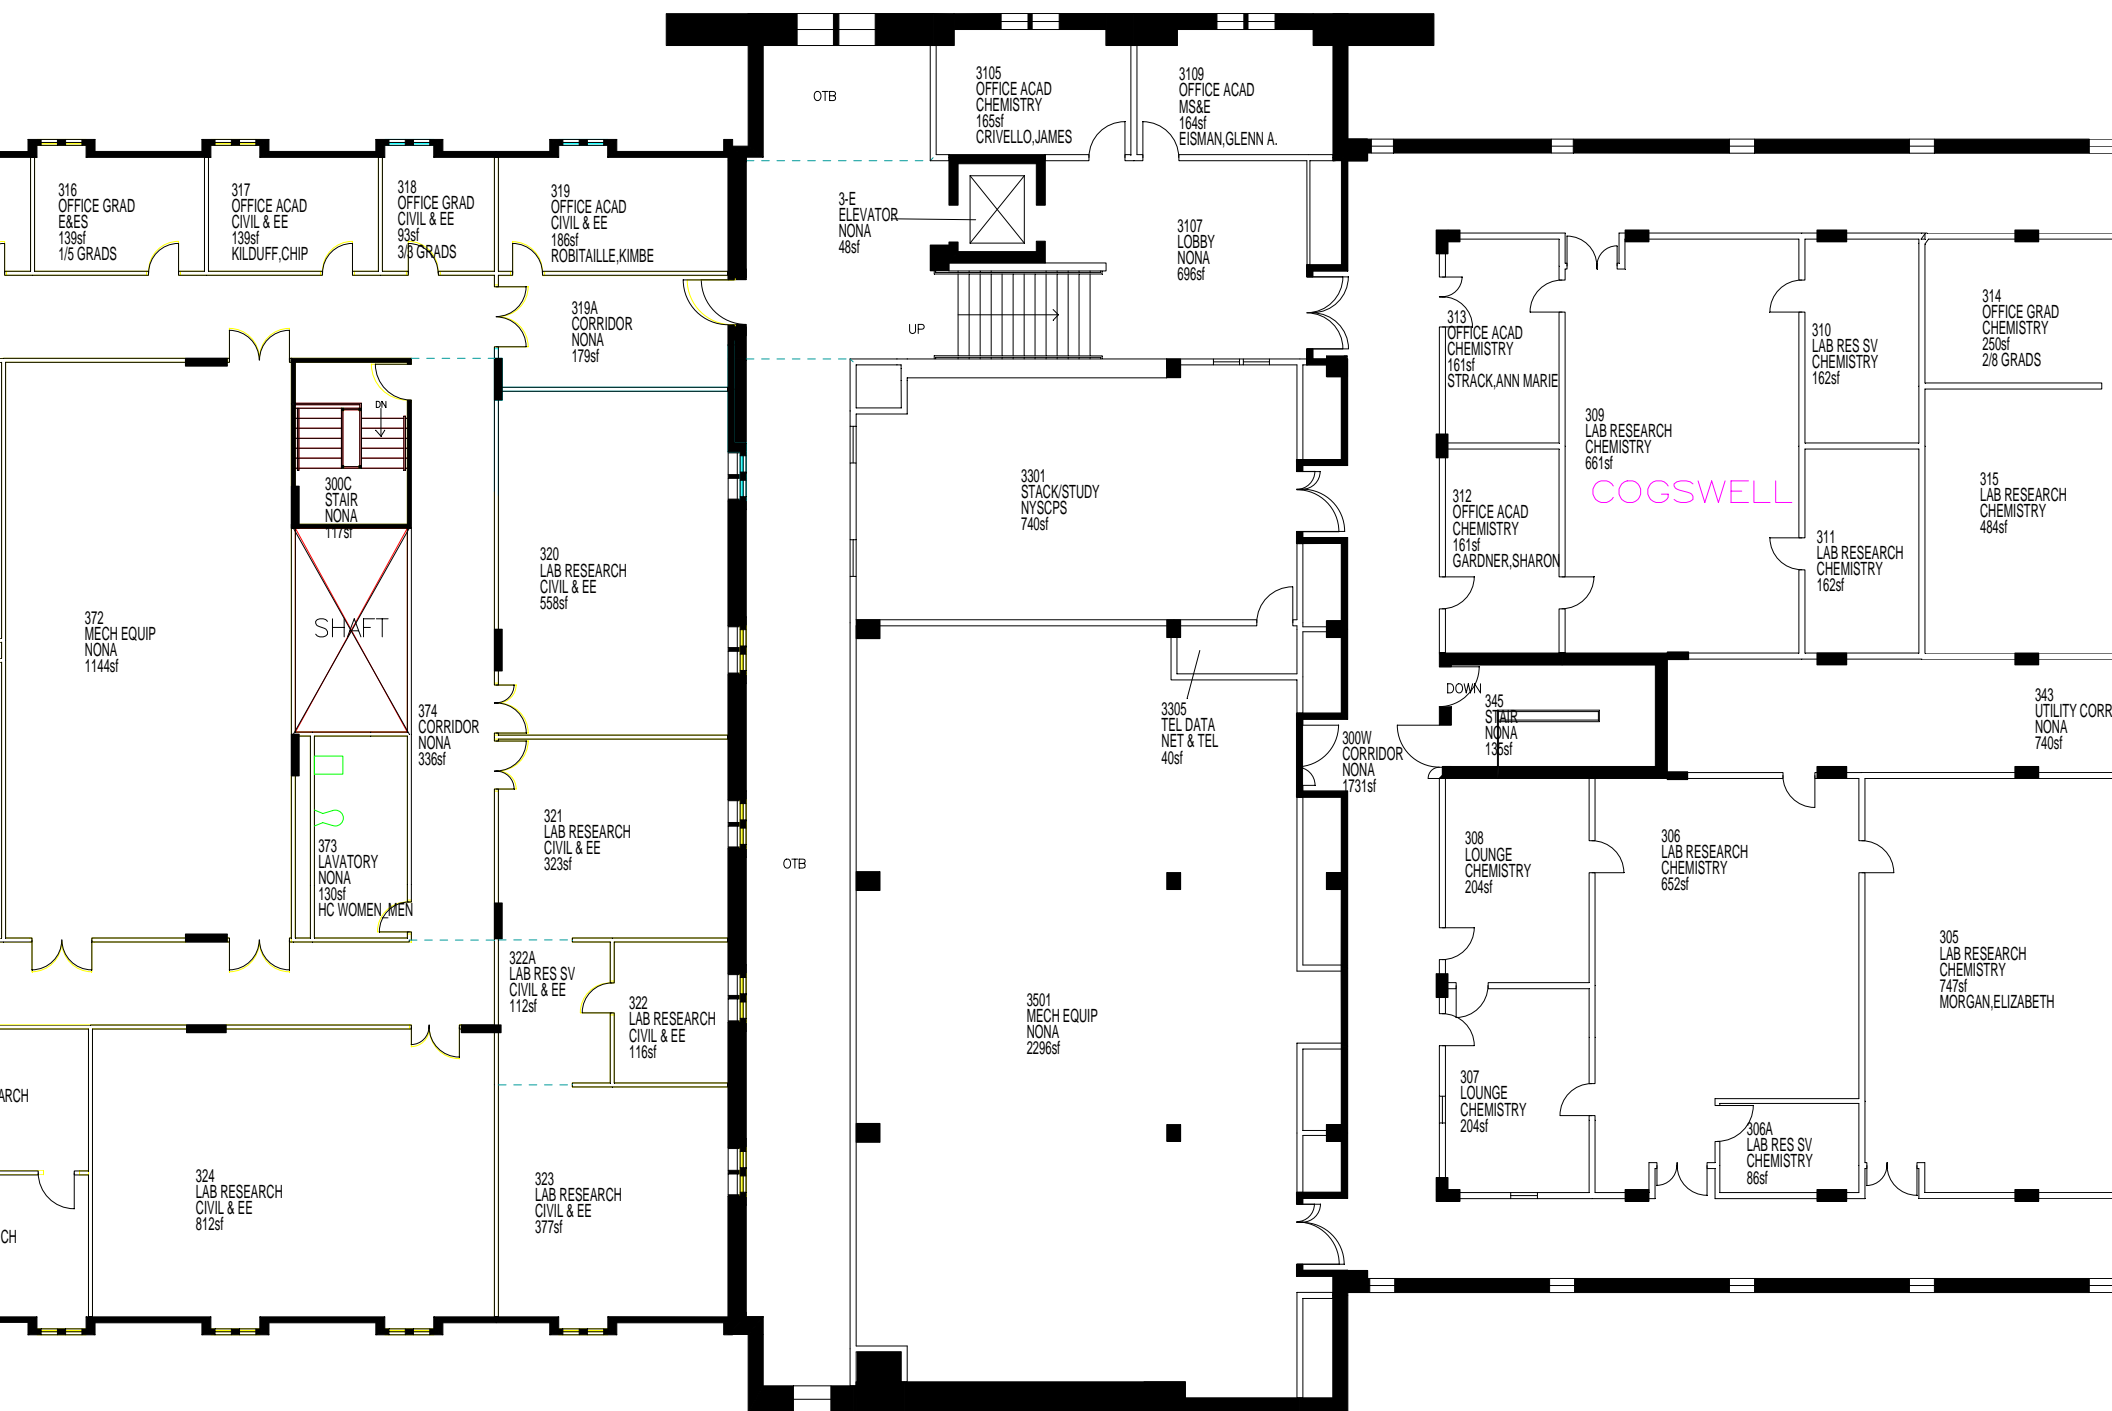 OTB
3105
OFFICE ACAD
CHEMISTRY
165sf
CRIVELLO,JAMES
3109
OFFICE ACAD
MS&E
164sf
EISMAN,GLENN A.
316
OFFICE GRAD
E&ES
139sf
1/5 GRADS
317
OFFICE ACAD
CIVIL & EE
139sf
KILDUFF,CHIP
318
OFFICE GRAD
CIVIL & EE
93sf
3/3 GRADS
319
OFFICE ACAD
CIVIL & EE
186sf
ROBITAILLE,KIMBE
3-E
ELEVATOR
NONA
48sf
3107
LOBBY
NONA
696sf
319A
CORRIDOR
NONA
179sf
UP
313
OFFICE ACAD
CHEMISTRY
161sf
STRACK,ANN MARIE
310
LAB RES SV
CHEMISTRY
162sf
314
OFFICE GRAD
CHEMISTRY
250sf
2/8 GRADS
DN
300C
STAIR
NONA
117sf
309
LAB RESEARCH
CHEMISTRY
661sf
COGSWELL
3301
STACK/STUDY
NYSCPS
740sf
312
OFFICE ACAD
CHEMISTRY
161sf
GARDNER,SHARON
315
LAB RESEARCH
CHEMISTRY
484sf
311
LAB RESEARCH
CHEMISTRY
162sf
320
LAB RESEARCH
CIVIL & EE
558sf
372
MECH EQUIP
NONA
1144sf
SHAFT
374
CORRIDOR
NONA
336sf
3305
TEL DATA
NET & TEL
40sf
300W
CORRIDOR
NONA
1731sf
DOWN
345
STAIR
NONA
135sf
343
UTILITY CORR
NONA
740sf
373
LAVATORY
NONA
130sf
HC WOMEN_MEN
321
LAB RESEARCH
CIVIL & EE
323sf
OTB
308
LOUNGE
CHEMISTRY
204sf
306
LAB RESEARCH
CHEMISTRY
652sf
305
LAB RESEARCH
CHEMISTRY
747sf
MORGAN,ELIZABETH
322A
LAB RES SV
CIVIL & EE
112sf
322
LAB RESEARCH
CIVIL & EE
116sf
3501
MECH EQUIP
NONA
2296sf
307
LOUNGE
CHEMISTRY
204sf
306A
LAB RES SV
CHEMISTRY
86sf
ARCH
CH
324
LAB RESEARCH
CIVIL & EE
812sf
323
LAB RESEARCH
CIVIL & EE
377sf